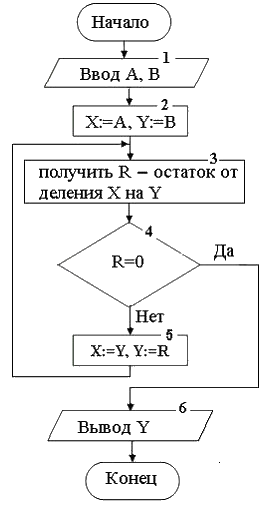 Начало
1
Ввод A, B
2
X:=A, Y:=B
3
получить R – остаток от
деления X на Y
4
R=0
Да
Нет
5
X:=Y, Y:=R
6
Вывод Y
Конец